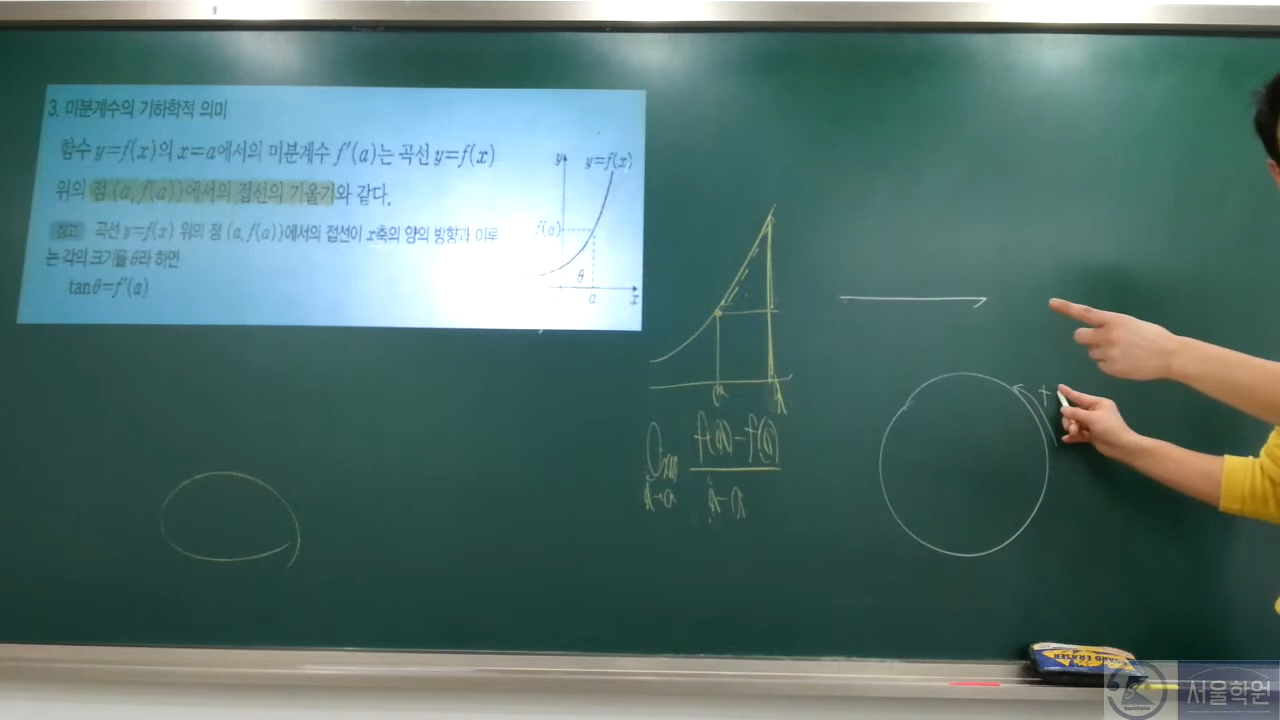 3. 미분계수의 기하학적 의미
함수 y=f(x)의 x=a에서의 미분계수 f′(a)는 곡선 y=f(x)
위의 점 (a, f(a))에서의 접선의 기울기와 같다.
참고 곡선 y=f(x) 위의 점 (a, f(a))에서의 접선이 x축의 양의 방향과 이루
는 각의 크기를 θ라 하면
tanθ=f′(a)
y
y=f(x)
f(a)
θ
a
x
a
x
lim
x→a
f(x)-f(a)
x-a
+
BOARD ERASER
서울학원